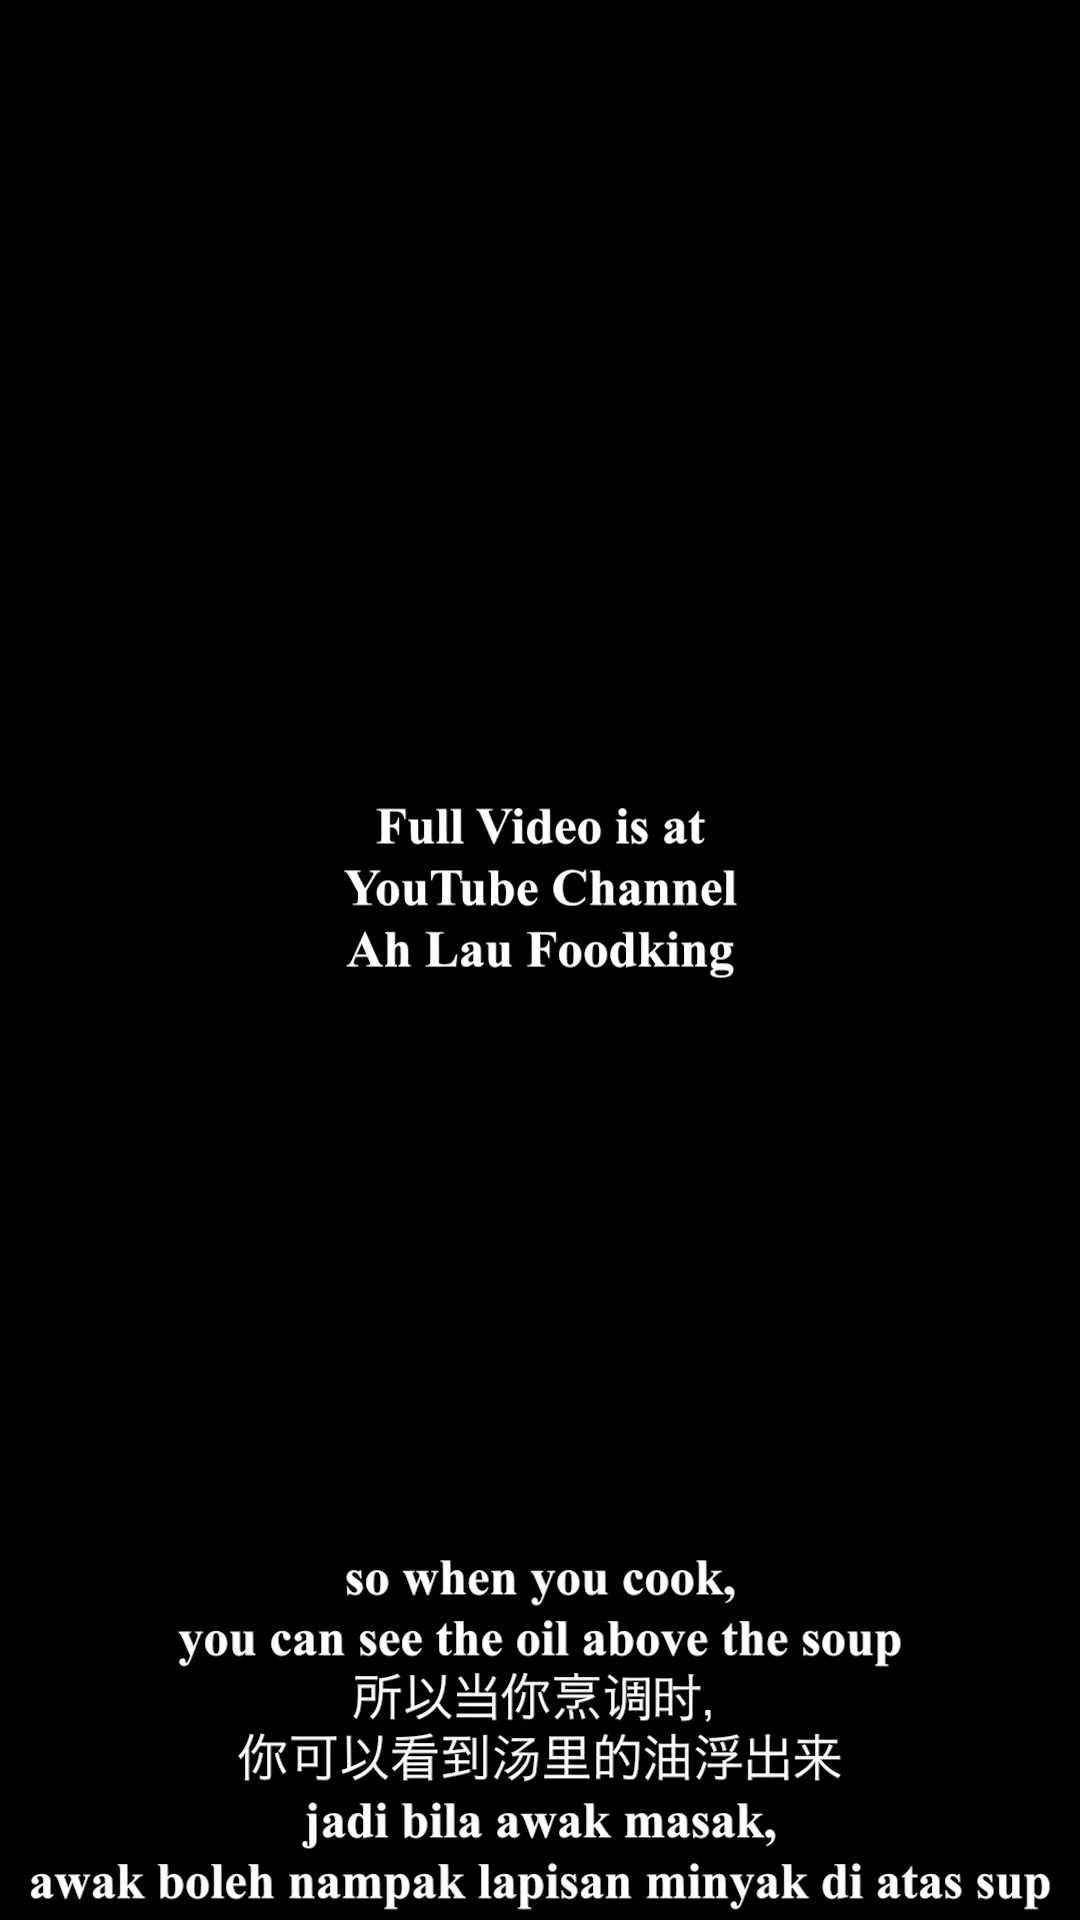 Full Video is at
YouTube Channel
Ah Lau Foodking
so when you cook,
you can see the oil above the soup
所以当你烹调时,
你可以看到汤里的油浮出来
jadi bila awak masak,
awak boleh nampak lapisan minyak di atas sup